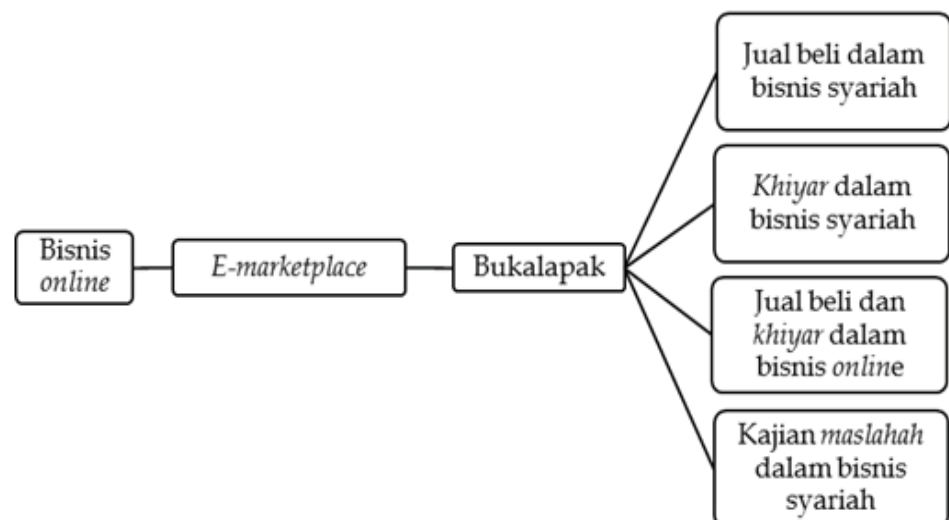 Bisnis
online
E-marketplace
Bukalapak
Jual beli dalam
bisnis syariah
Khiyar dalam
bisnis syariah
Jual beli dan
khiyar dalam
bisnis online
Kajian maslahah
dalam bisnis
syariah